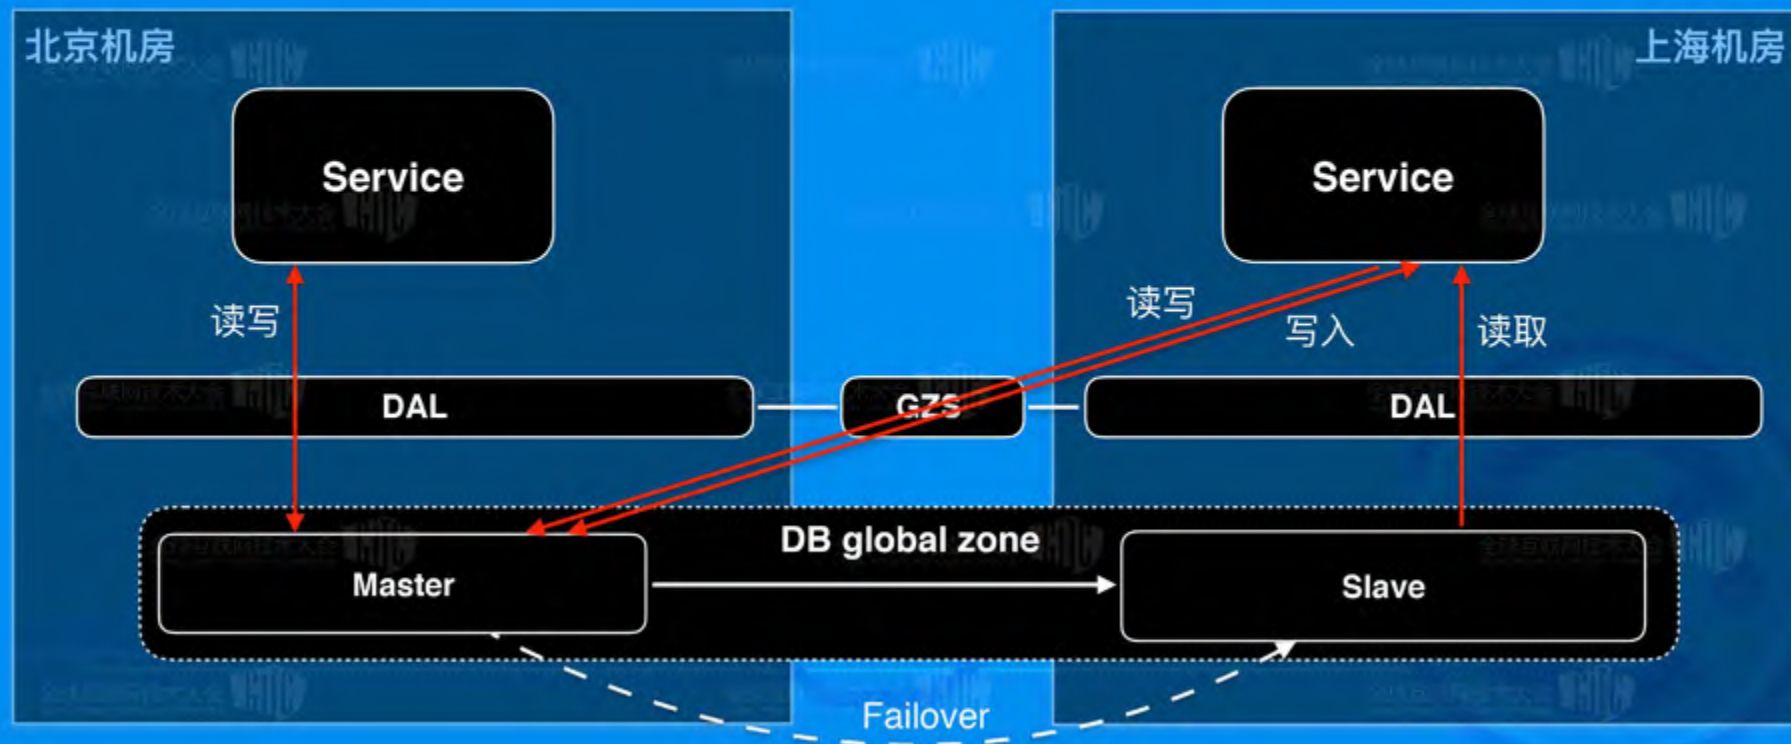 北京机房
上海机房
Service
Service
读写
读写
写入
读取
DAL
GZS
DAL
DB global zone
Master
Slave
Failover